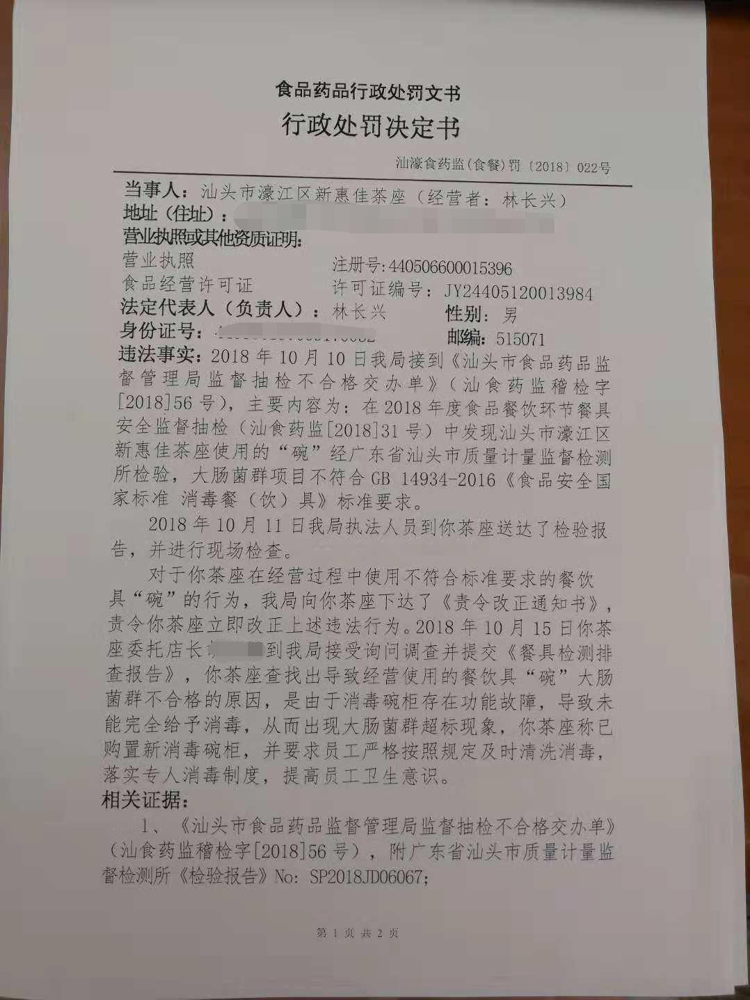 食品药品行政处罚文书
行政处罚决定书
汕濠食药监(食餐)罚〔2018〕022号
当事人：汕头市濠江区新惠佳茶座（经营者：林长兴）
地址（住址）：
营业执照或其他资质证明：
营业执照 注册号:440506600015396
食品经营许可证 许可证编号：JY24405120013984
法定代表人（负责人）：林长兴 性别：男
身份证号： 邮编：515071
违法事实：2018 年 10 月 10 日我局接到《汕头市食品药品监
督管理局监督抽检不合格交办单》（汕食药监稽检字
[2018]56 号），主要内容为：在 2018 年度食品餐饮环节餐具
安全监督抽检（汕食药监[2018]31 号）中发现汕头市濠江区
新惠佳茶座使用的“碗”经广东省汕头市质量计量监督检测
所检验，大肠菌群项目不符合 GB 14934-2016《食品安全国
家标准 消毒餐（饮）具》标准要求。
2018 年 10 月 11 日我局执法人员到你茶座送达了检验报
告，并进行现场检查。
对于你茶座在经营过程中使用不符合标准要求的餐饮
具“碗”的行为，我局向你茶座下达了《责令改正通知书》，
责令你茶座立即改正上述违法行为。2018 年 10 月 15 日你茶
座委托店长到我局接受询问调查并提交《餐具检测排
查报告》，你茶座查找出导致经营使用的餐饮具“碗”大肠
菌群不合格的原因，是由于消毒碗柜存在功能故障，导致未
能完全给予消毒，从而出现大肠菌群超标现象，你茶座称已
购置新消毒碗柜，并要求员工严格按照规定及时清洗消毒，
落实专人消毒制度，提高员工卫生意识。
相关证据：
1、《汕头市食品药品监督管理局监督抽检不合格交办单》
（汕食药监稽检字[2018]56 号），附广东省汕头市质量计量监
督检测所《检验报告》No: SP2018JD06067;
第 1 页 共 2 页